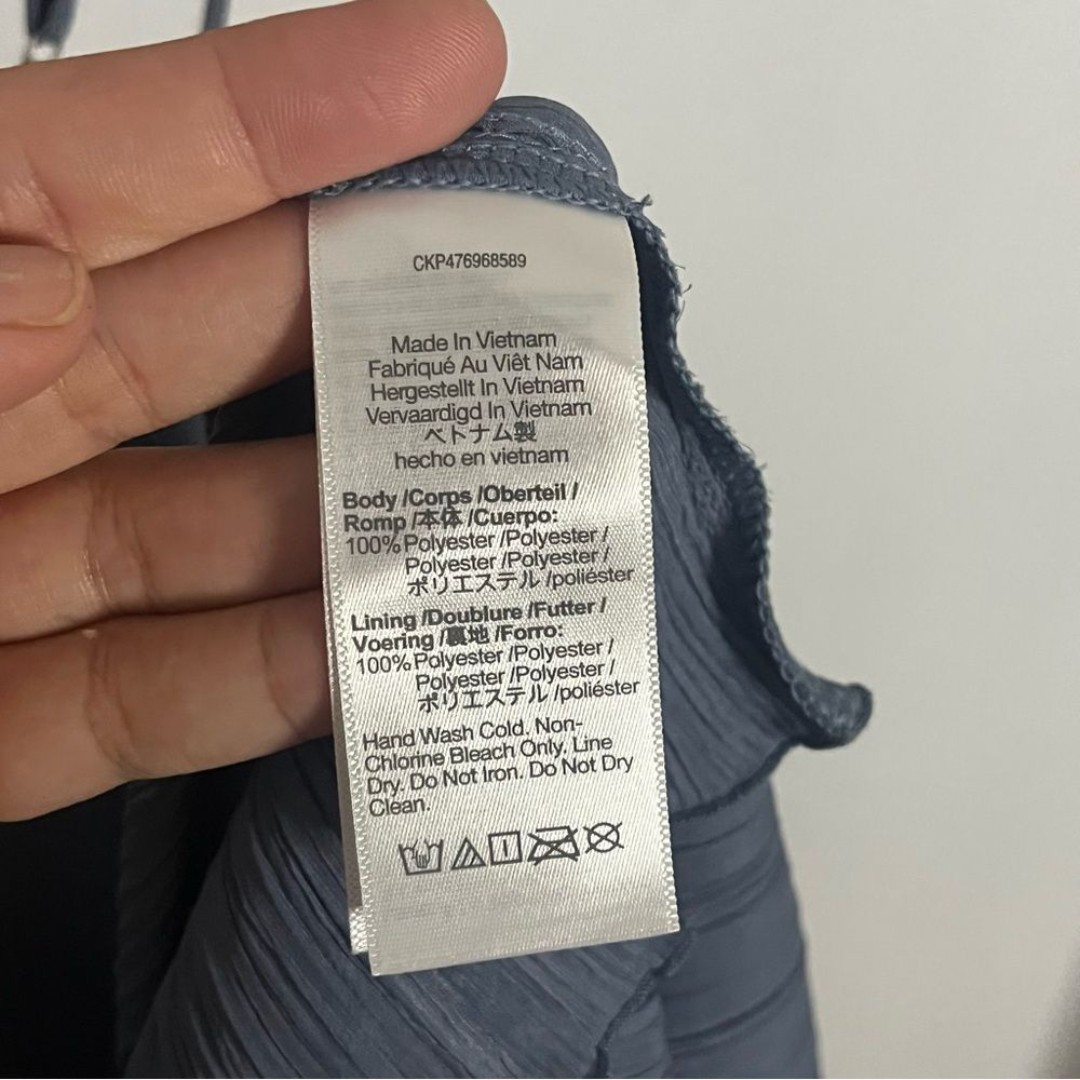 CKP476968589
Made In Vietnam
Fabriqué Au Viêt Nam
Hergestellt In Vietnam
Vervaardigd In Vietnam
ベトナム製
hecho en vietnam
Body /Corps /Oberteil /
Romp /本体 /Cuerpo:
100% Polyester /Polyester /
Polyester /Polyester /
ポリエステル /poliéster
Lining /Doublure /Futter /
Voering /裏地 /Forro:
100% Polyester /Polyester /
Polyester /Polyester /
ポリエステル /poliéster
Hand Wash Cold. Non-
Chlorine Bleach Only. Line
Dry. Do Not Iron. Do Not Dry
Clean.